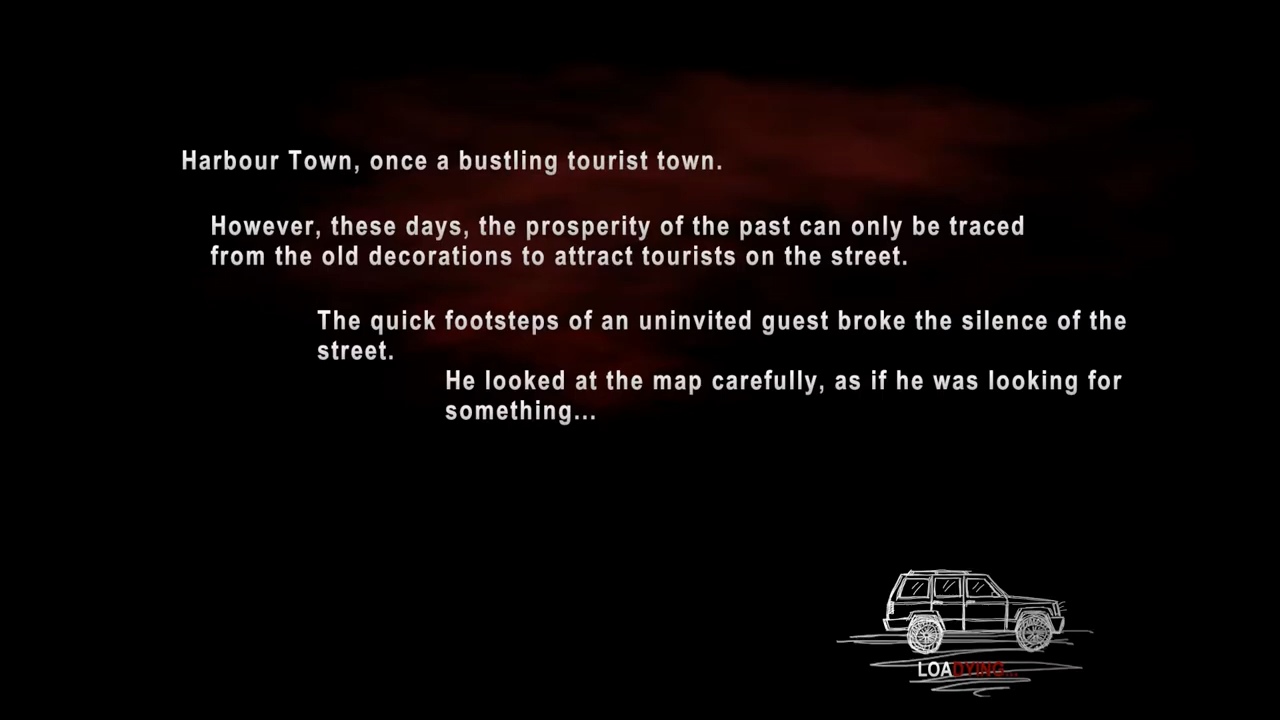 Harbour Town, once a bustling tourist town.
However, these days, the prosperity of the past can only be traced
from the old decorations to attract tourists on the street.
The quick footsteps of an uninvited guest broke the silence of the
street.
He looked at the map carefully, as if he was looking for
something...
LOADYING...